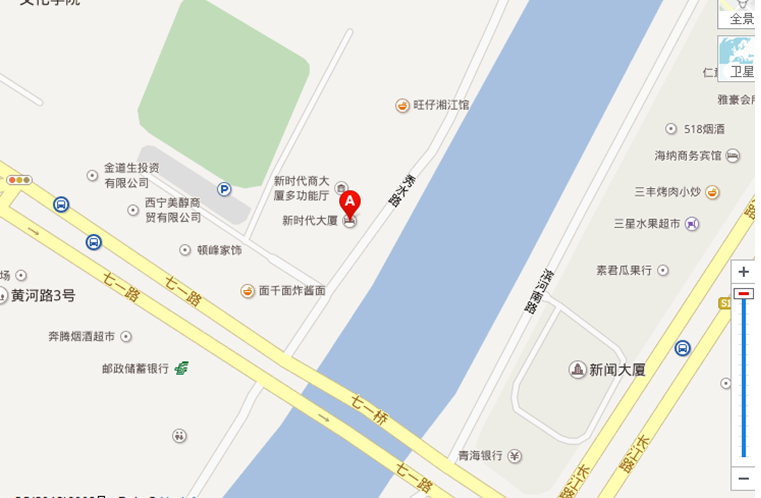 文化学院
全景
卫星
旺仔湘江馆
雅豪会所
518烟酒
海纳商务宾馆
金道生投资
有限公司
P
新时代商大
厦多功能厅
秀水路
三丰烤肉小炒
A
西宁美醇商
贸有限公司
新时代大厦
三星水果超市
顿峰家饰
素君瓜果行
场
七一路
七一路
面千面炸酱面
滨河南路
黄河路3号
奔腾烟酒超市
邮政储蓄银行
新闻大厦
七一桥
青海银行
七一路
长江路
长江路
路